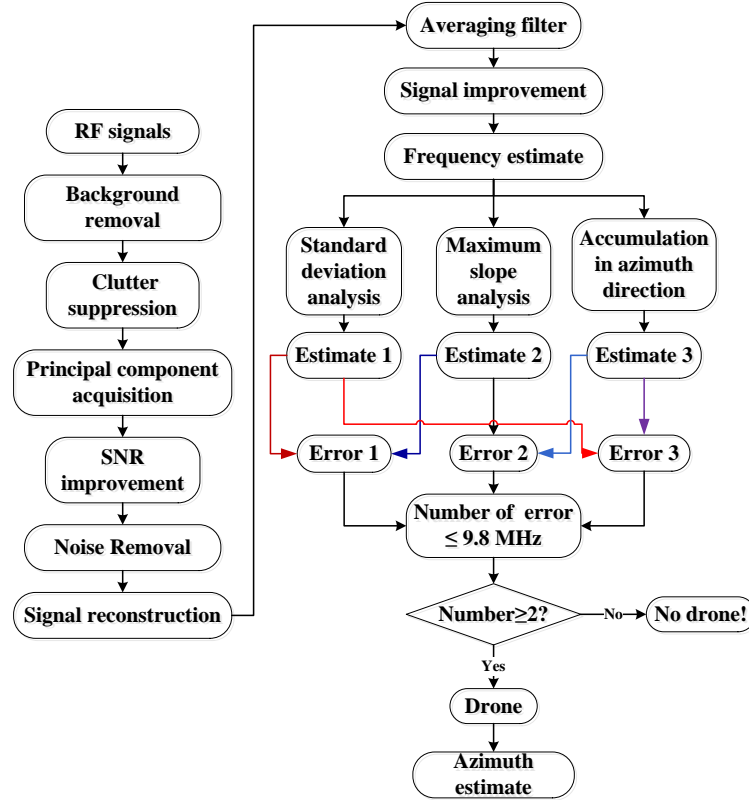 RF signals
Background
removal
Clutter
suppression
Principal component
acquisition
SNR
improvement
Noise Removal
Signal reconstruction
Averaging filter
Signal improvement
Frequency estimate
Standard
deviation
analysis
Maximum
slope
analysis
Accumulation
in azimuth
direction
Estimate 1
Estimate 2
Estimate 3
Error 1
Error 2
Error 3
Number of error
≤ 9.8 MHz
Number≥2?
No
No drone!
Yes
Drone
Azimuth
estimate